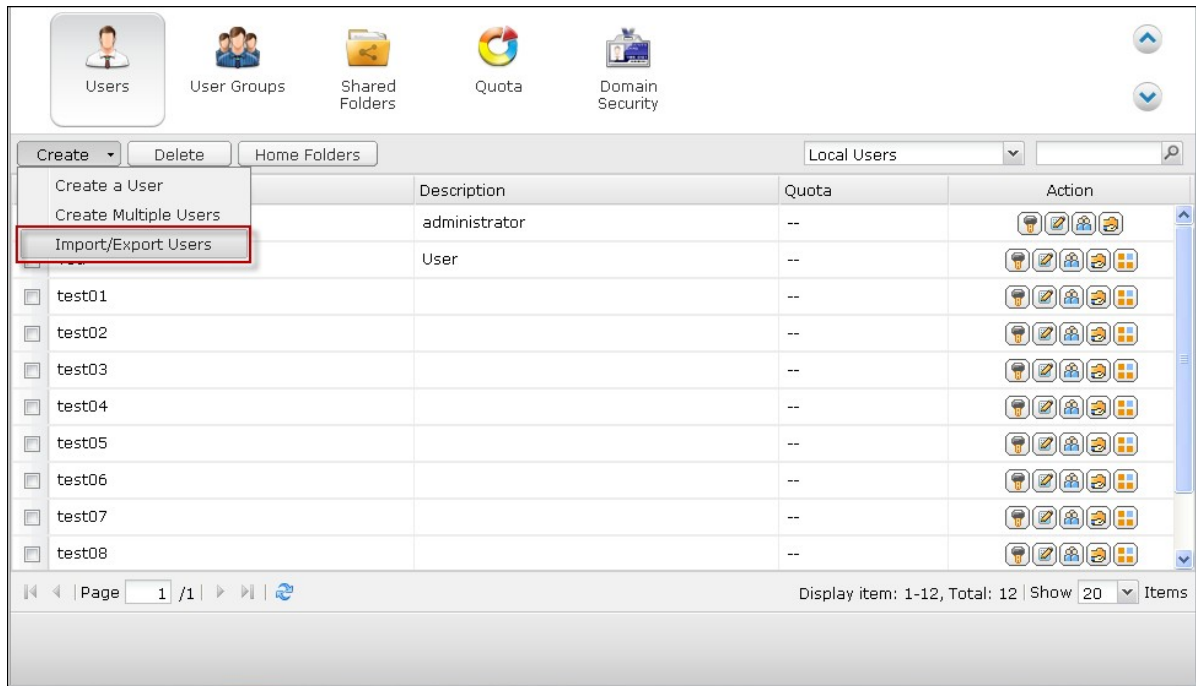 Users
User Groups
Shared
Folders
Quota
Domain
Security
Create
Delete
Home Folders
Local Users
Create a User
Create Multiple Users
Import/Export Users
Description
Quota
Action
administrator
--
User
--
test01
--
test02
--
test03
--
test04
--
test05
--
test06
--
test07
--
test08
--
Page 1 /1
Display item: 1-12, Total: 12 Show 20 Items